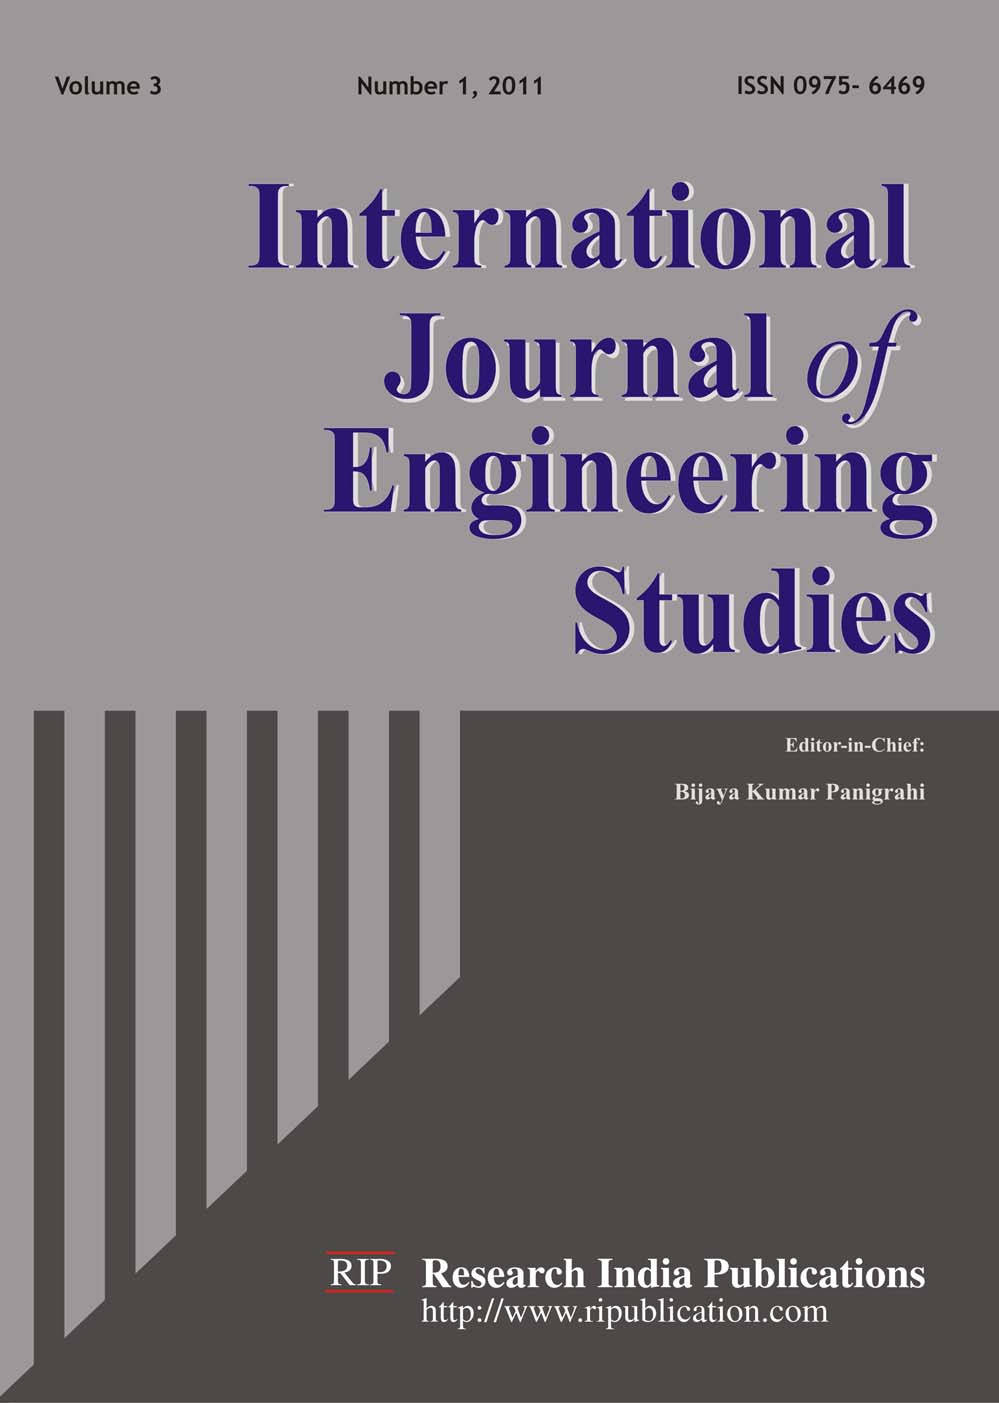 Volume 3 Number 1, 2011 ISSN 0975- 6469
International
Journal of
Engineering
Studies
Editor-in-Chief:
Bijaya Kumar Panigrahi
RIP Research India Publications
http://www.ripublication.com